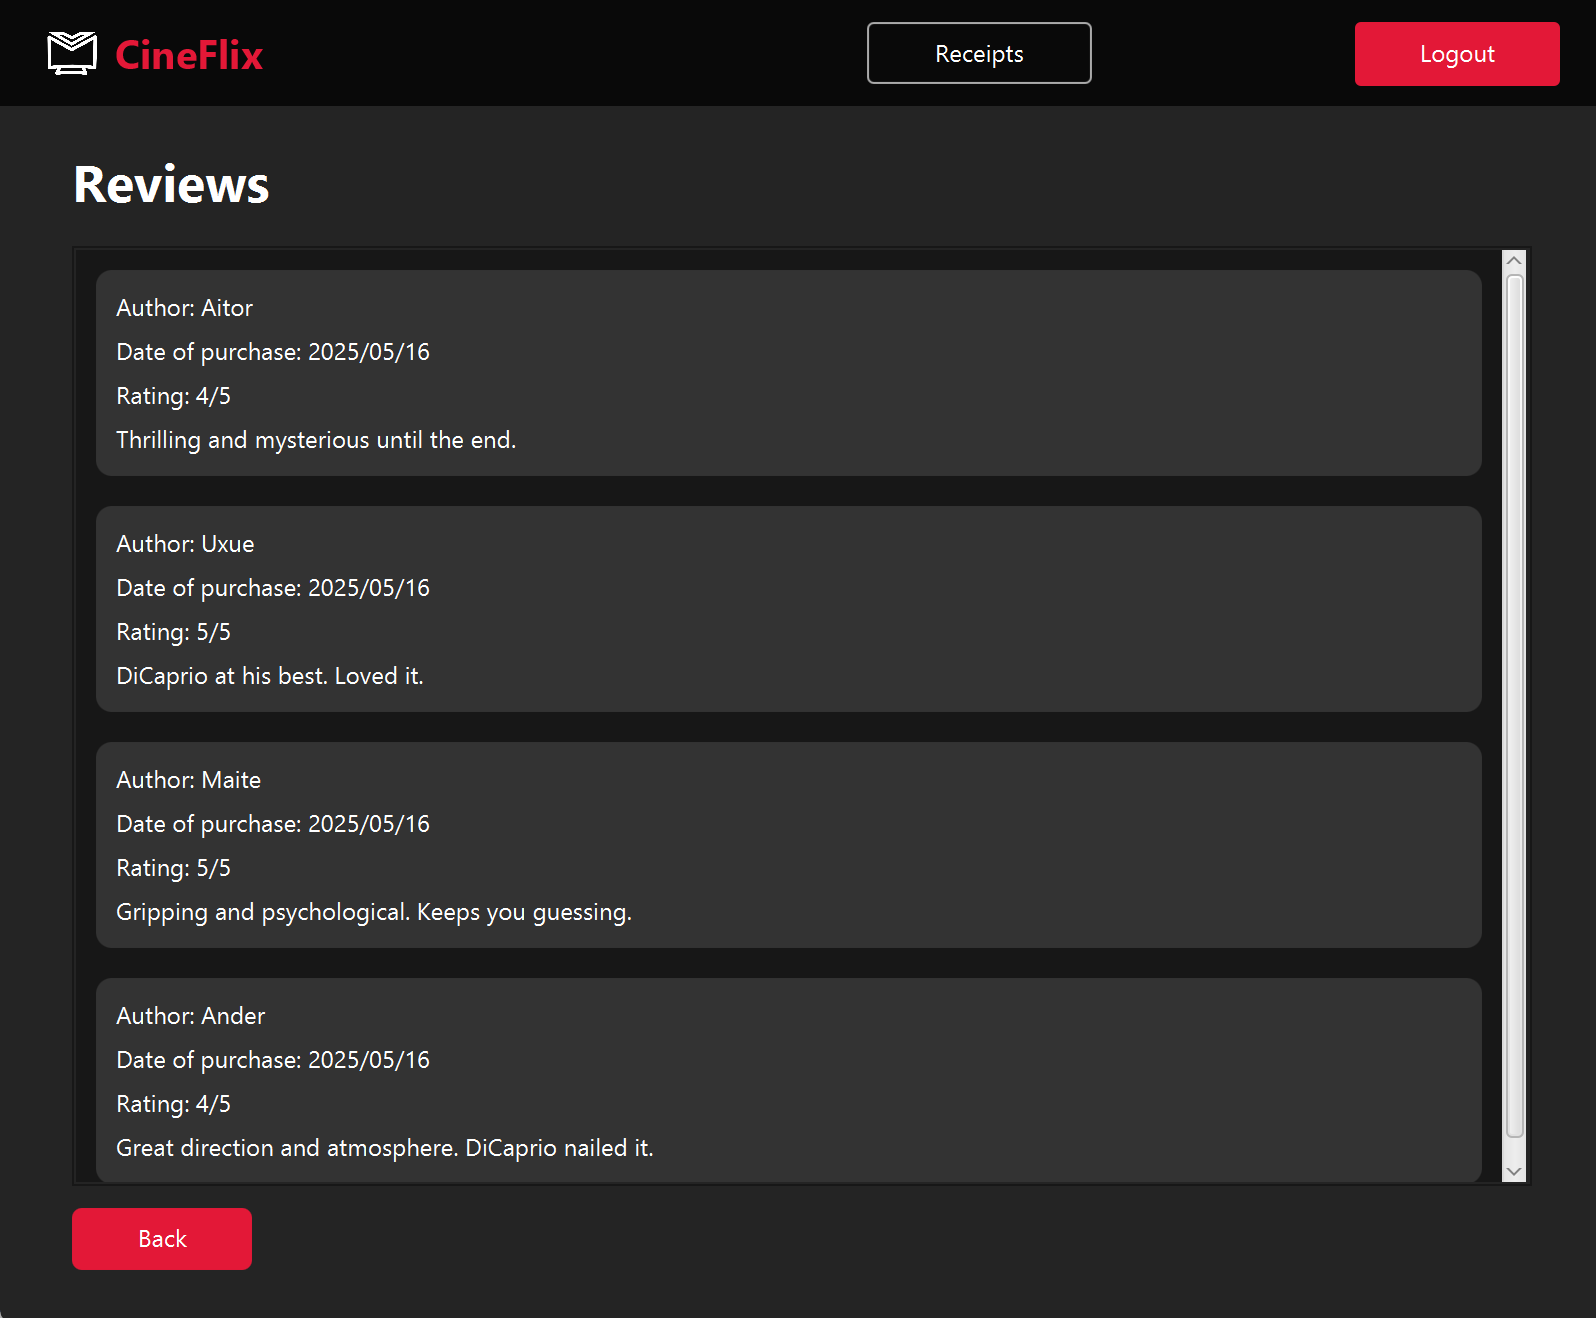 CineFlix
Receipts
Logout
Reviews
Author: Aitor
Date of purchase: 2025/05/16
Rating: 4/5
Thrilling and mysterious until the end.
Author: Uxue
Date of purchase: 2025/05/16
Rating: 5/5
DiCaprio at his best. Loved it.
Author: Maite
Date of purchase: 2025/05/16
Rating: 5/5
Gripping and psychological. Keeps you guessing.
Author: Ander
Date of purchase: 2025/05/16
Rating: 4/5
Great direction and atmosphere. DiCaprio nailed it.
Back